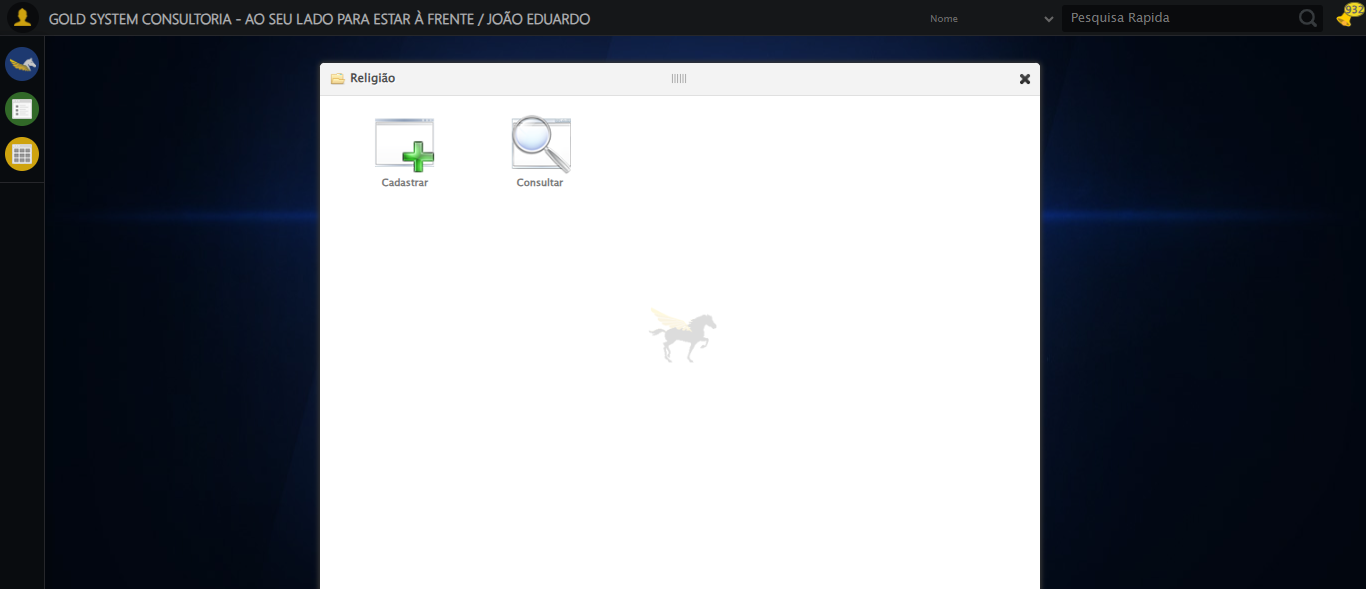 GOLD SYSTEM CONSULTORIA - AO SEU LADO PARA ESTAR À FRENTE / JOÃO EDUARDO
Nome
Pesquisa Rapida
932
Religião
Cadastrar
Consultar